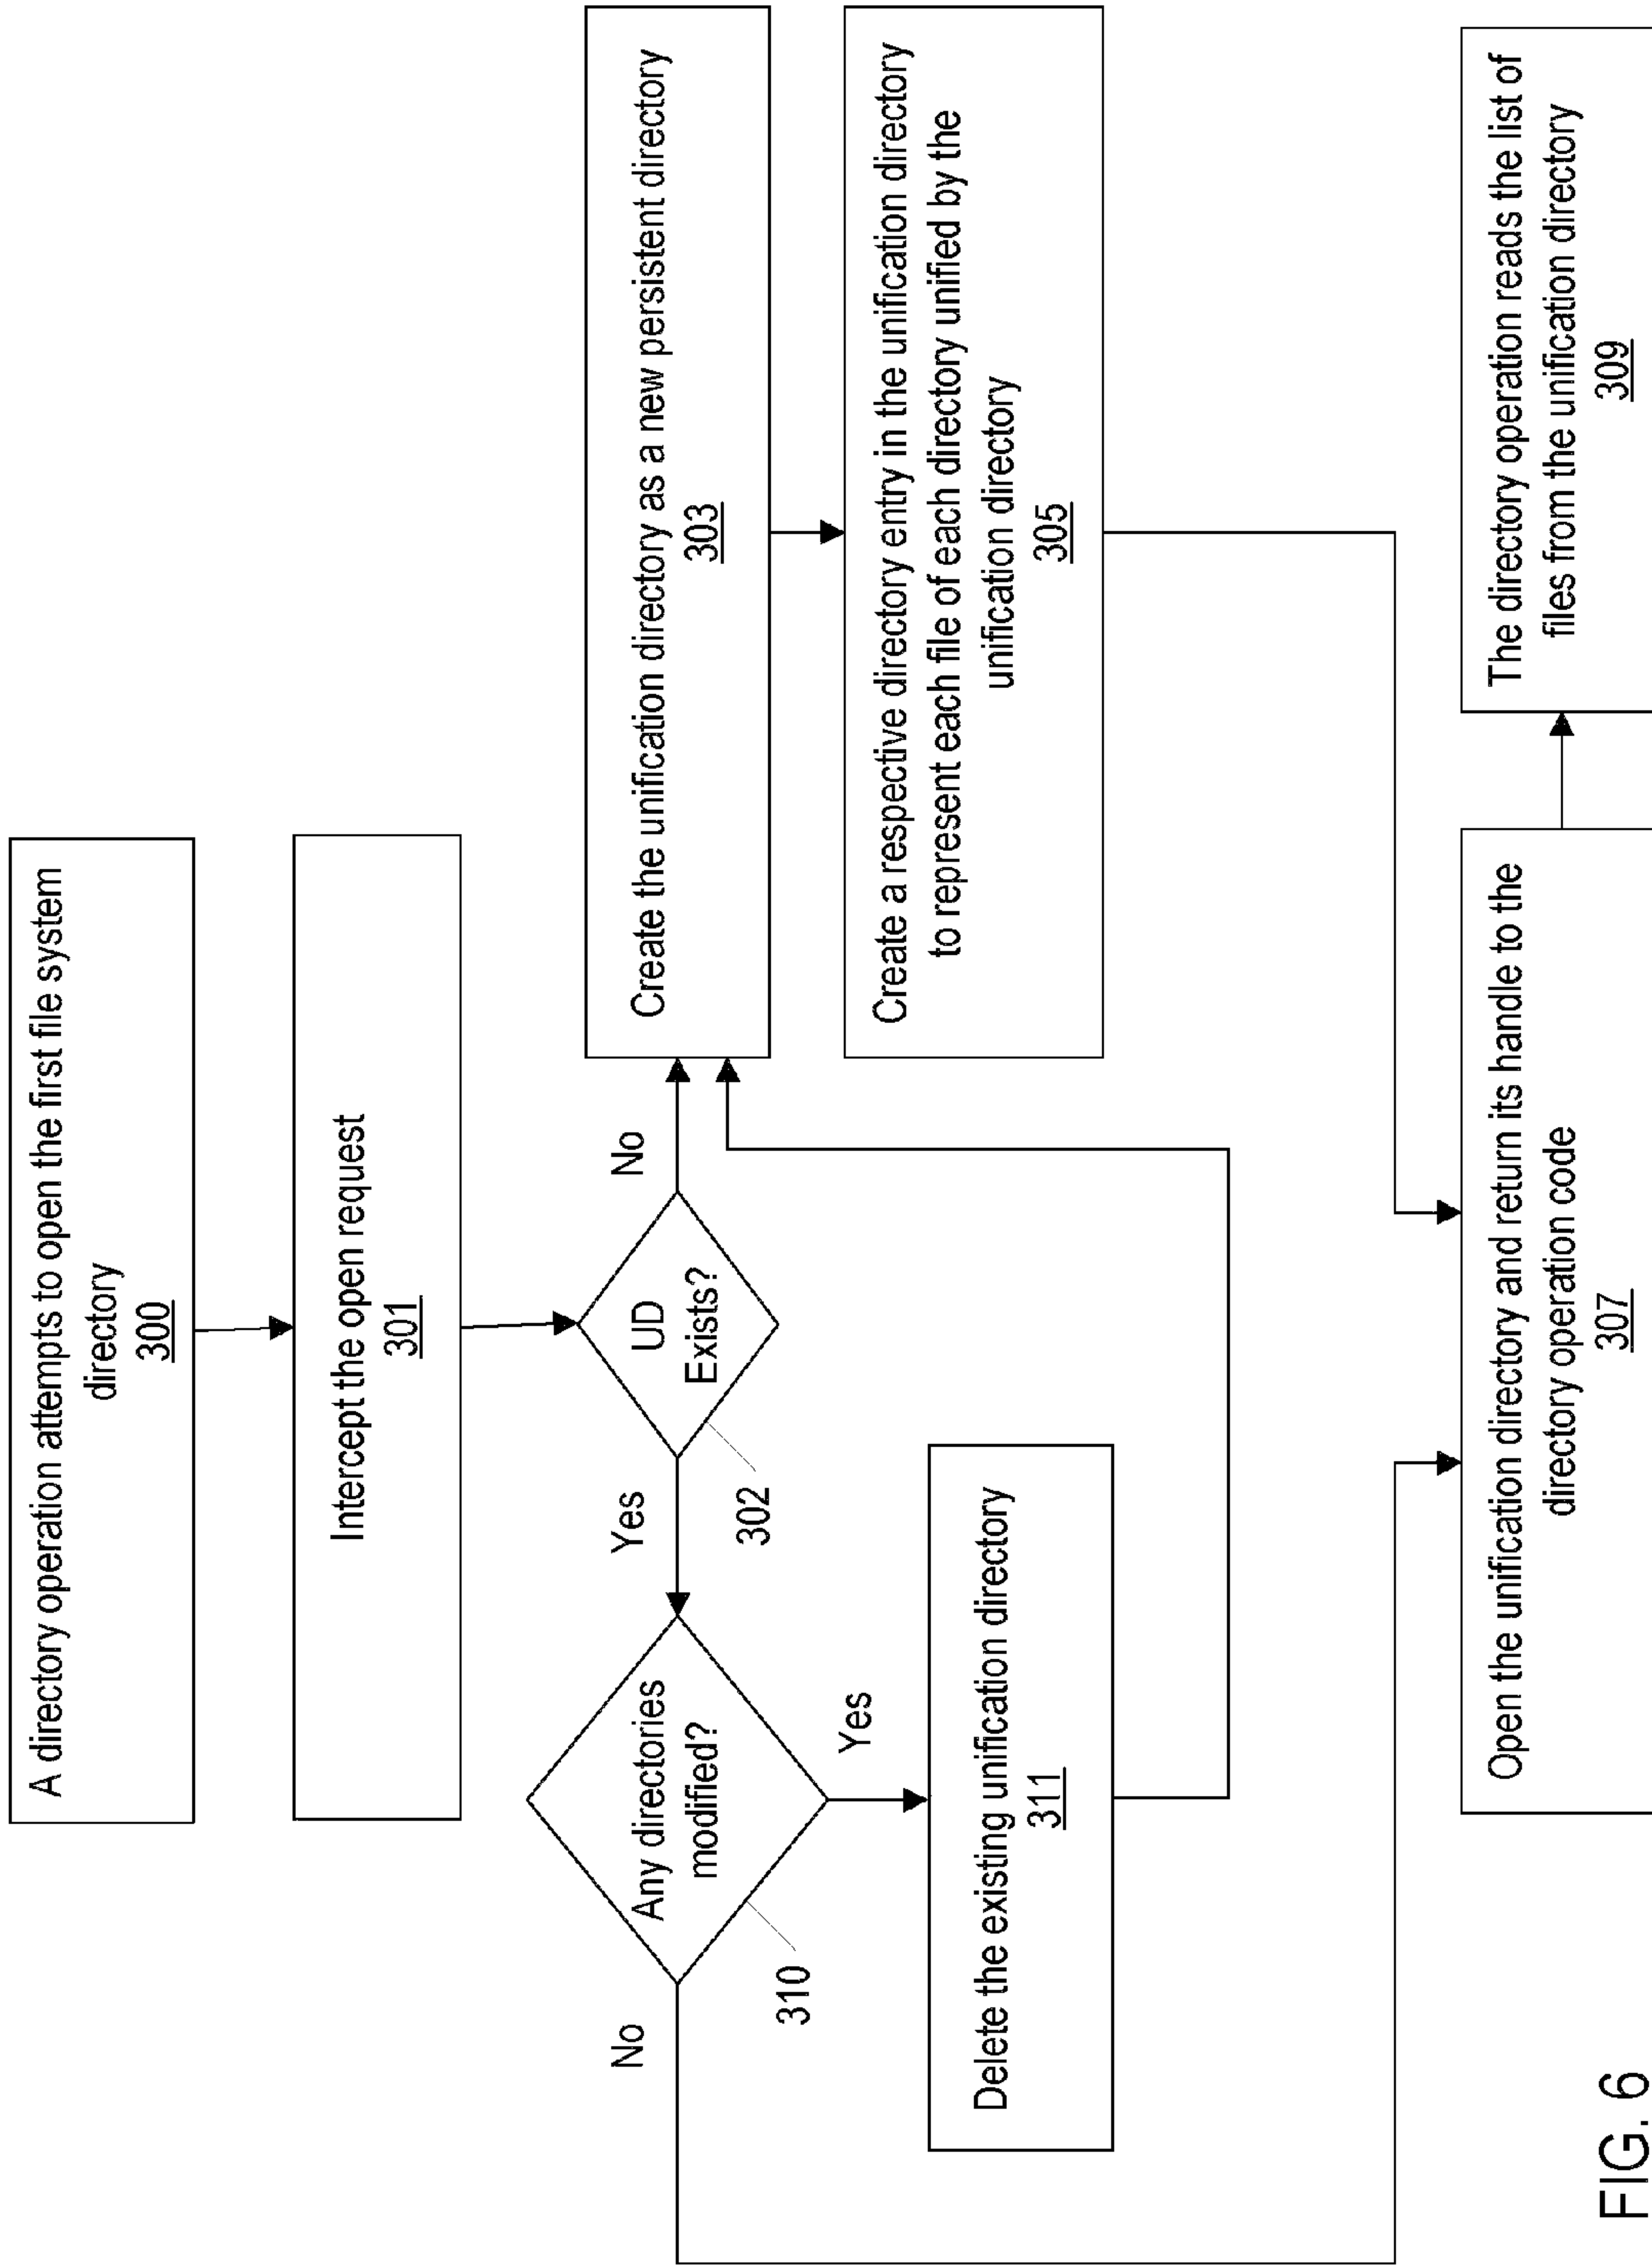 A directory operation attempts to open the first file system
directory
300
Intercept the open request
301
UD
Exists?
302
No
Yes
Create the unification directory as a new persistent directory
303
Create a respective directory entry in the unification directory
to represent each file of each directory unified by the
unification directory
305
Any directories
modified?
310
No
Yes
Delete the existing unification directory
311
Open the unification directory and return its handle to the
directory operation code
307
The directory operation reads the list of
files from the unification directory
309
FIG. 6